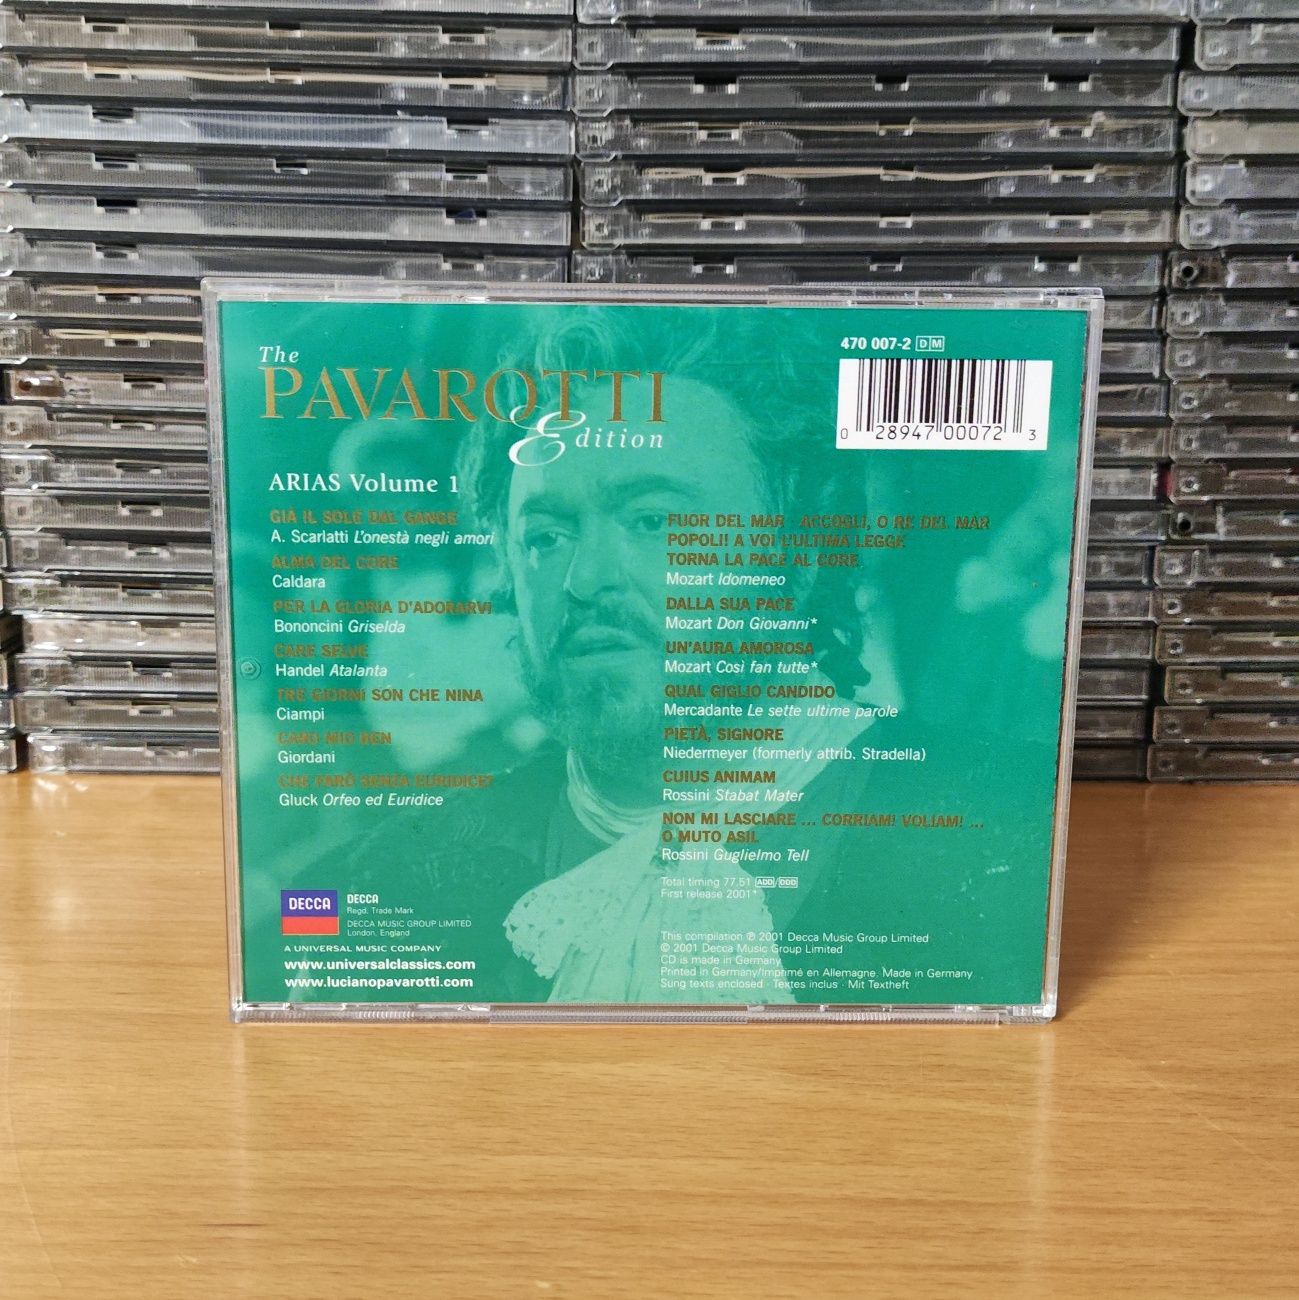 The
PAVAROTTI
Edition
ARIAS Volume 1
GIÀ IL SOLE DAL GANGE
A. Scarlatti L'onestà negli amori
ALMA DEL CORE
Caldara
PER LA GLORIA D'ADORARVI
Bononcini Griselda
CARE SELVE
Handel Atalanta
TRE GIORNI SON CHE NINA
Ciampi
CARO MIO BEN
Giordani
CHE FARÒ SENZA EURIDICE?
Gluck Orfeo ed Euridice
470 007-2 DM
0 28947 00072 3
FUOR DEL MAR · ACCOGLI, O RE DEL MAR
POPOLI! A VOI L'ULTIMA LEGGE
TORNA LA PACE AL CORE
Mozart Idomeneo
DALLA SUA PACE
Mozart Don Giovanni*
UN'AURA AMOROSA
Mozart Così fan tutte*
QUAL GIGLIO CANDIDO
Mercadante Le sette ultime parole
PIETÀ, SIGNORE
Niedermeyer (formerly attrib. Stradella)
CUIUS ANIMAM
Rossini Stabat Mater
NON MI LASCIARE ... CORRIAM! VOLIAM! ...
O MUTO ASIL
Rossini Guglielmo Tell
Total timing 77.51 ADD/DDD
First release 2001*
This compilation ℗ 2001 Decca Music Group Limited
© 2001 Decca Music Group Limited
CD is made in Germany
Printed in Germany/Imprimé en Allemagne. Made in Germany
Sung texts enclosed · Textes inclus · Mit Textheft
DECCA
DECCA
Regd. Trade Mark
DECCA MUSIC GROUP LIMITED
London, England
A UNIVERSAL MUSIC COMPANY
www.universalclassics.com
www.lucianopavarotti.com